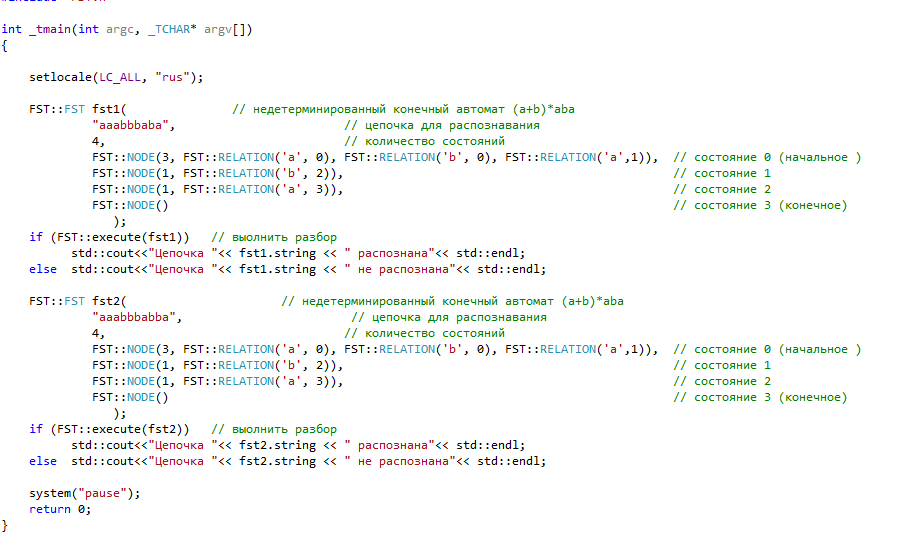 int _tmain(int argc, _TCHAR* argv[])
{
setlocale(LC_ALL, "rus");
FST::FST fst1( // недетерминированный конечный автомат (a+b)*aba
"aaabbbaba", // цепочка для распознавания
4, // количество состояний
FST::NODE(3, FST::RELATION('a', 0), FST::RELATION('b', 0), FST::RELATION('a',1)), // состояние 0 (начальное )
FST::NODE(1, FST::RELATION('b', 2)), // состояние 1
FST::NODE(1, FST::RELATION('a', 3)), // состояние 2
FST::NODE() // состояние 3 (конечное)
);
if (FST::execute(fst1)) // выолнить разбор
std::cout<<"Цепочка "<< fst1.string << " распознана"<< std::endl;
else std::cout<<"Цепочка "<< fst1.string << " не распознана"<< std::endl;
FST::FST fst2( // недетерминированный конечный автомат (a+b)*aba
"aaabbbabba", // цепочка для распознавания
4, // количество состояний
FST::NODE(3, FST::RELATION('a', 0), FST::RELATION('b', 0), FST::RELATION('a',1)), // состояние 0 (начальное )
FST::NODE(1, FST::RELATION('b', 2)), // состояние 1
FST::NODE(1, FST::RELATION('a', 3)), // состояние 2
FST::NODE() // состояние 3 (конечное)
);
if (FST::execute(fst2)) // выолнить разбор
std::cout<<"Цепочка "<< fst2.string << " распознана"<< std::endl;
else std::cout<<"Цепочка "<< fst2.string << " не распознана"<< std::endl;
system("pause");
return 0;
}